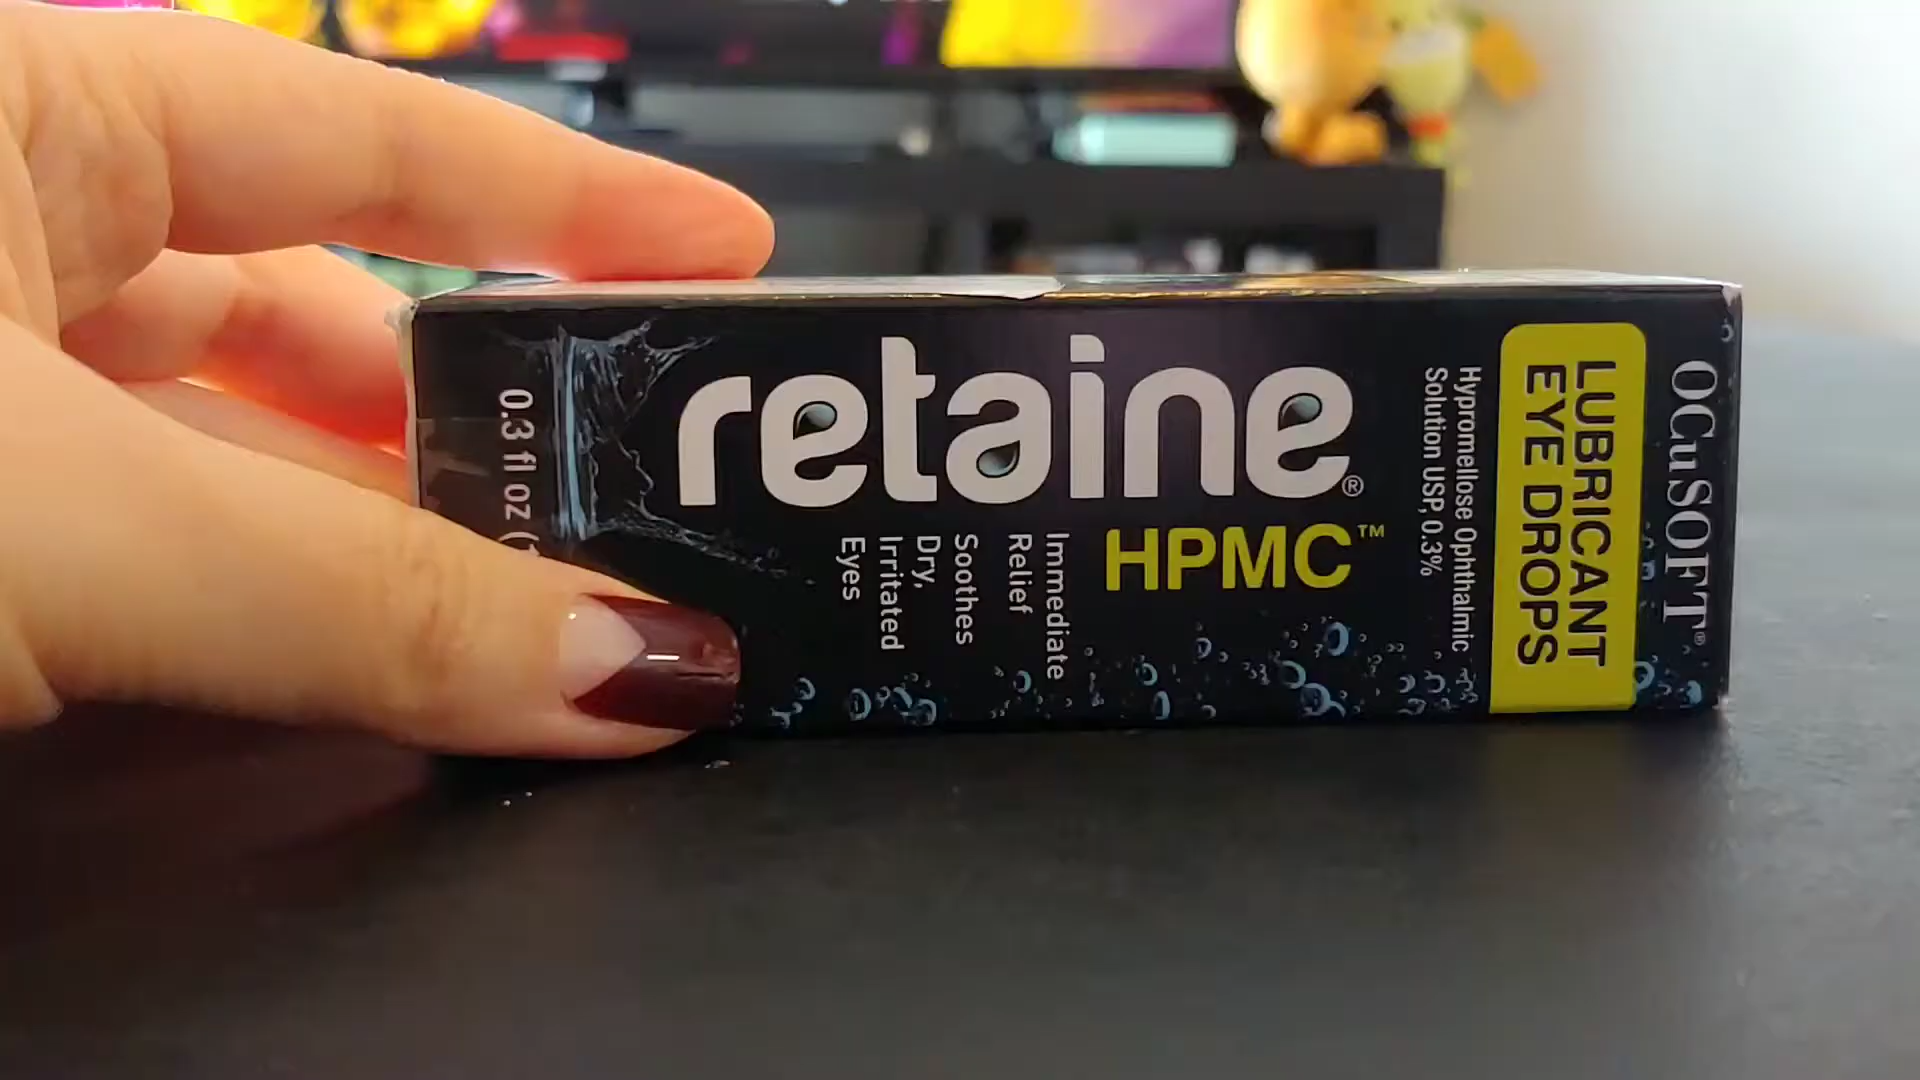 OCuSOFT®
LUBRICANT
EYE DROPS
Hypromellose Ophthalmic
Solution USP, 0.3%
retaine®
HPMC™
Immediate
Relief
Soothes
Dry,
Irritated
Eyes
0.3 fl oz